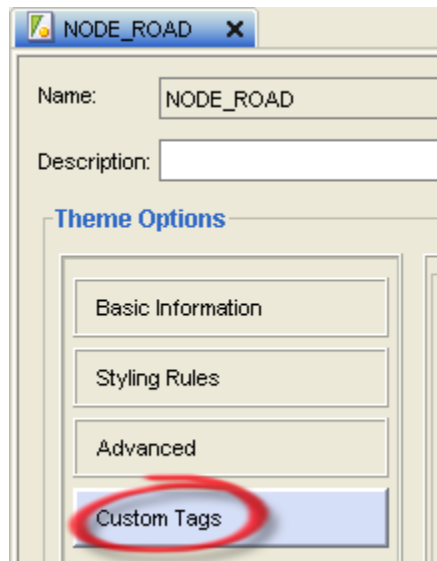 NODE_ROAD
Name: NODE_ROAD
Description:
Theme Options
Basic Information
Styling Rules
Advanced
Custom Tags